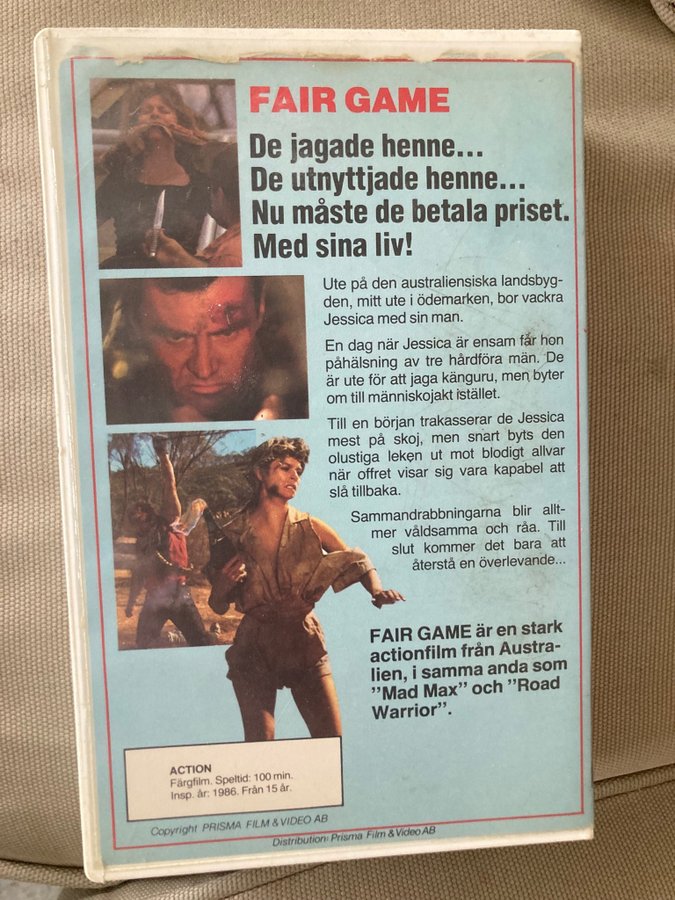 FAIR GAME
De jagade henne...
De utnyttjade henne...
Nu måste de betala priset.
Med sina liv!
Ute på den australiensiska landsbyg-
den, mitt ute i ödemarken, bor vackra
Jessica med sin man.
En dag när Jessica är ensam får hon
påhälsning av tre hårdföra män. De
är ute för att jaga känguru, men byter
om till människojakt istället.
Till en början trakasserar de Jessica
mest på skoj, men snart byts den
olustiga leken ut mot blodigt allvar
när offret visar sig vara kapabel att
slå tillbaka.
Sammandrabbningarna blir allt-
mer våldsamma och råa. Till
slut kommer det bara att
återstå en överlevande...
FAIR GAME är en stark
actionfilm från Austra-
lien, i samma anda som
"Mad Max" och "Road
Warrior".
ACTION
Färgfilm. Speltid: 100 min.
Insp. år: 1986. Från 15 år.
Copyright PRISMA FILM & VIDEO AB
Distribution: Prisma Film & Video AB